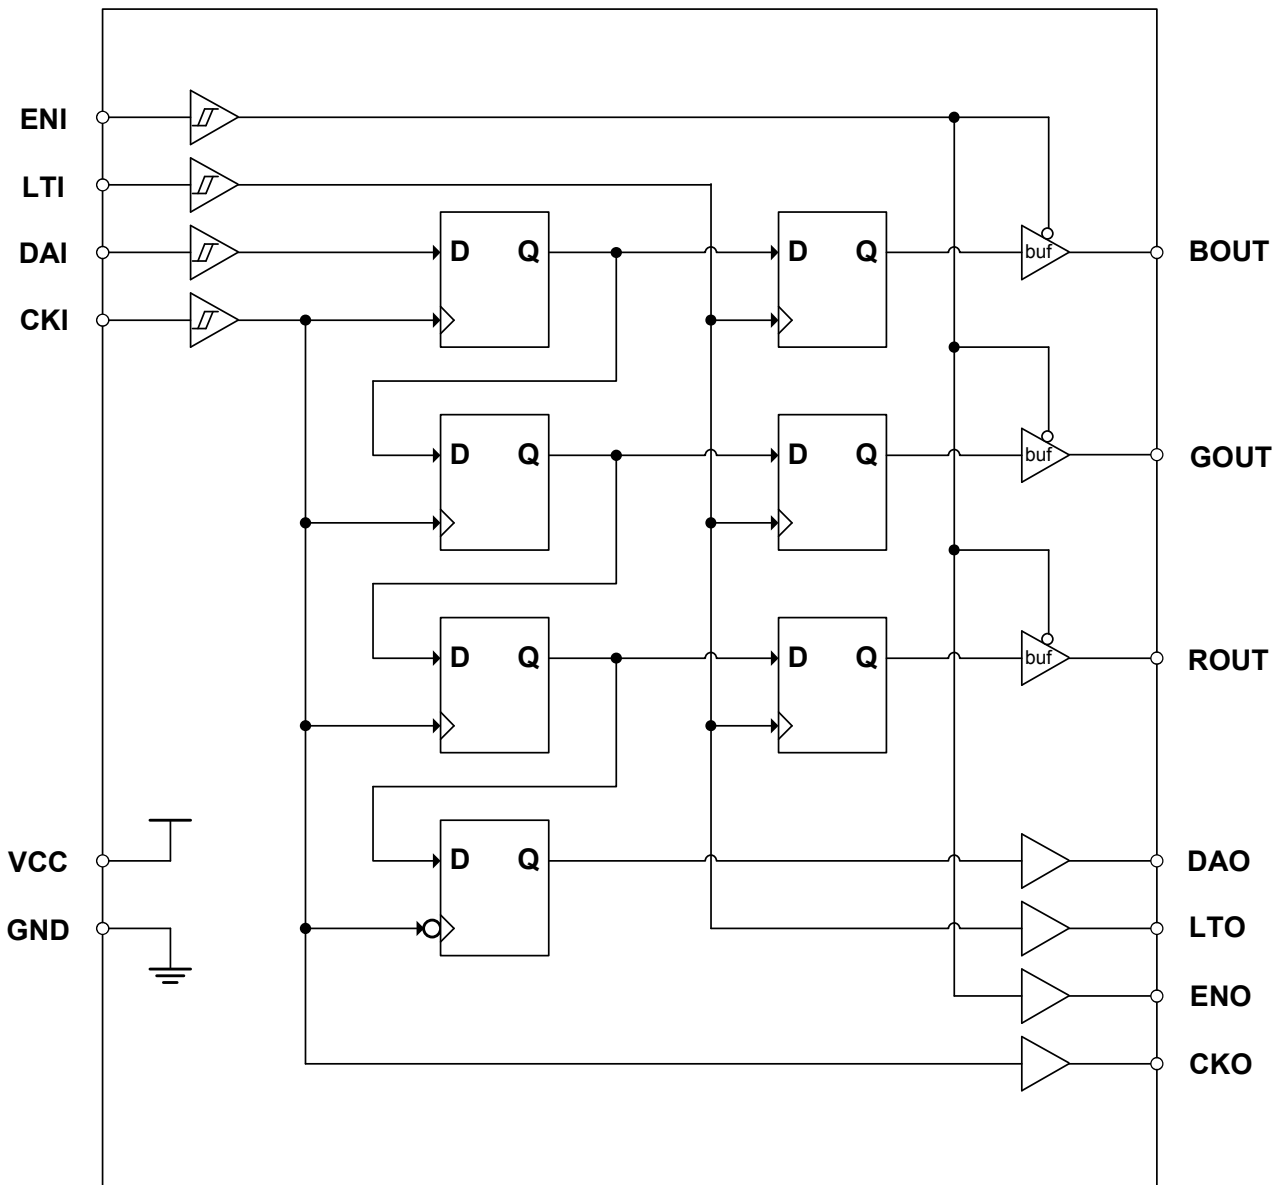 ENI
LTI
DAI
CKI
D Q
D Q
buf
BOUT
D Q
D Q
buf
GOUT
D Q
D Q
buf
ROUT
VCC
D Q
DAO
GND
LTO
ENO
CKO